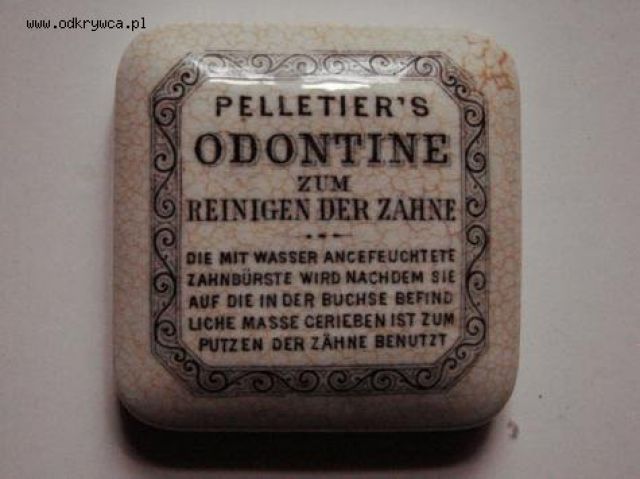 www.odkrywca.pl
PELLETIER'S
ODONTINE
ZUM
REINIGEN DER ZAHNE
DIE MIT WASSER ANGEFEUCHTETE
ZAHNBÜRSTE WIRD NACHDEM SIE
AUF DIE IN DER BUCHSE BEFIND
LICHE MASSE GERIEBEN IST ZUM
PUTZEN DER ZÄHNE BENUTZT